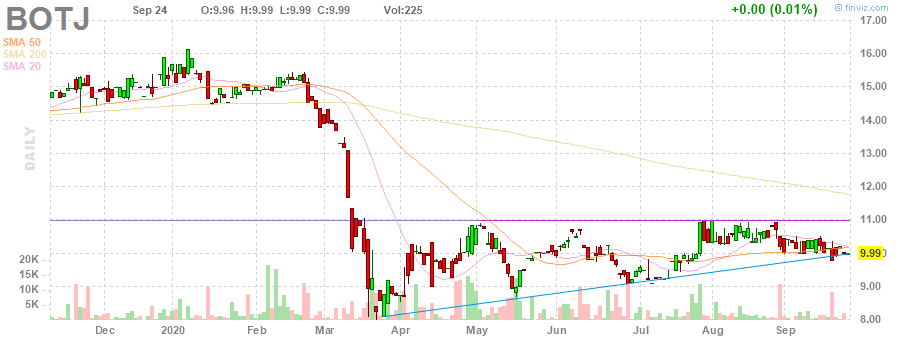 BOTJ Sep 24 O:9.96 H:9.99 L:9.99 C:9.99 Vol:225 +0.00 (0.01%) @ finviz.com
SMA 50
SMA 200
SMA 20
DAILY
17.00
16.00
15.00
14.00
13.00
12.00
11.00
9.99
9.00
8.00
20K
15K
10K
5K
Dec 2020 Feb Mar Apr May Jun Jul Aug Sep